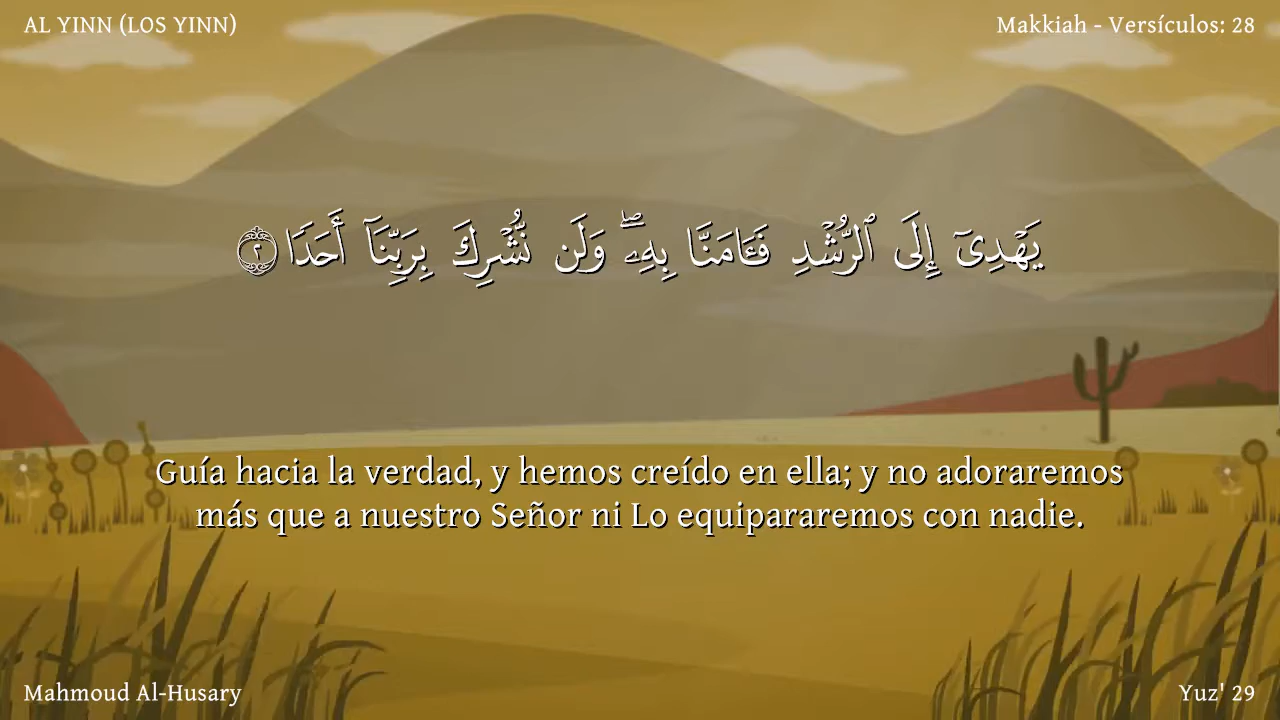 AL YINN (LOS YINN)
Makkiah - Versículos: 28
يَهْدِىٓ إِلَى ٱلرُّشْدِ فَـَٔامَنَّا بِهِۦ ۖ وَلَن نُّشْرِكَ بِرَبِّنَآ أَحَدًا ٢
Guía hacia la verdad, y hemos creído en ella; y no adoraremos
más que a nuestro Señor ni Lo equipararemos con nadie.
Mahmoud Al-Husary
Yuz' 29